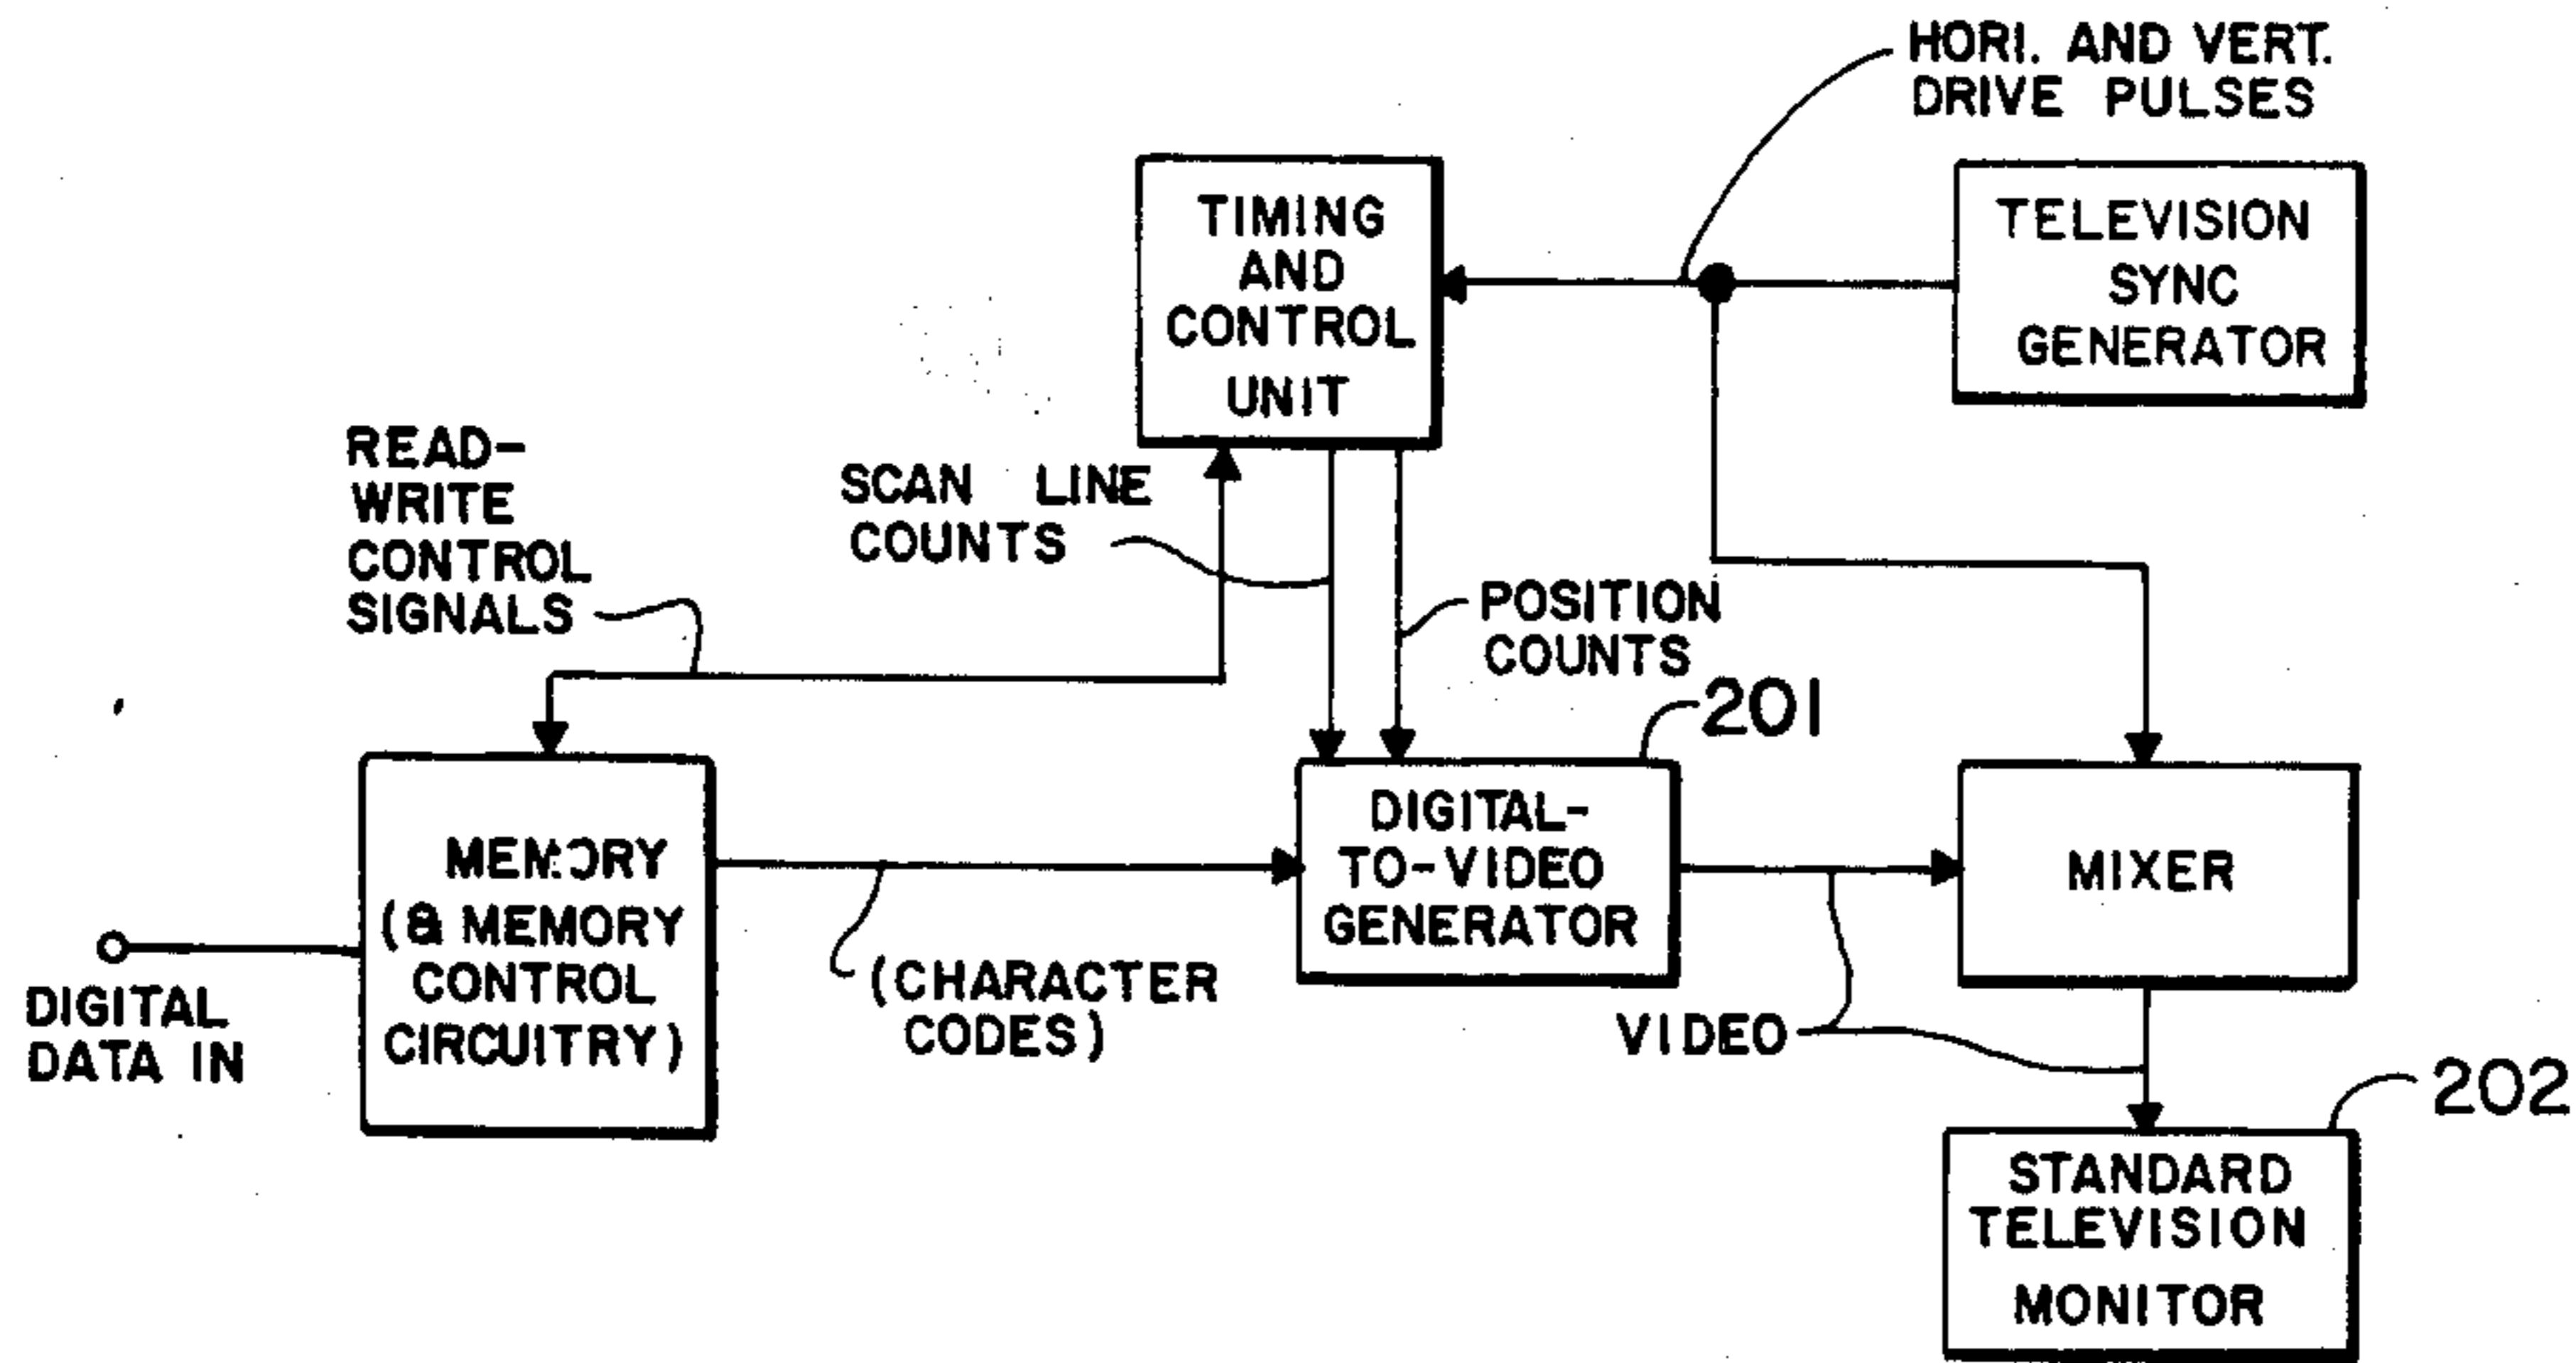 HORI. AND VERT.
DRIVE PULSES
TIMING
AND
CONTROL
UNIT
TELEVISION
SYNC
GENERATOR
READ-
WRITE
CONTROL
SIGNALS
SCAN LINE
COUNTS
POSITION
COUNTS
201
MEMORY
(& MEMORY
CONTROL
CIRCUITRY)
DIGITAL-
TO-VIDEO
GENERATOR
MIXER
DIGITAL
DATA IN
(CHARACTER
CODES)
VIDEO
202
STANDARD
TELEVISION
MONITOR